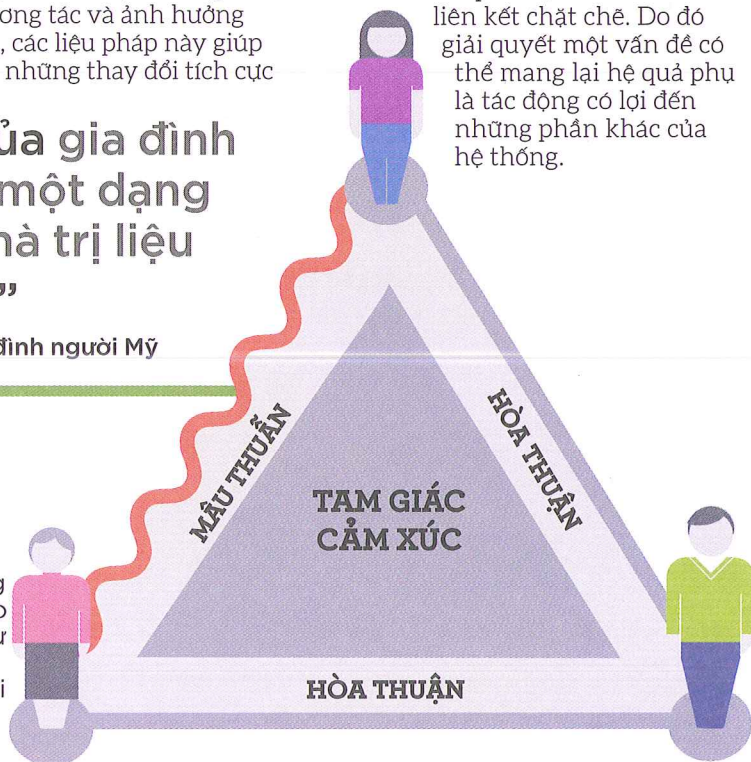 ơng tác và ảnh hưởng
, các liệu pháp này giúp
những thay đổi tích cực
liên kết chặt chẽ. Do đó
giải quyết một vấn đề có
thể mang lại hệ quả phụ
là tác động có lợi đến
những phần khác của
hệ thống.
ủa gia đình
một dạng
hà trị liệu
”
đình người Mỹ
MÂU THUẪN
HÒA THUẬN
TAM GIÁC
CẢM XÚC
HÒA THUẬN